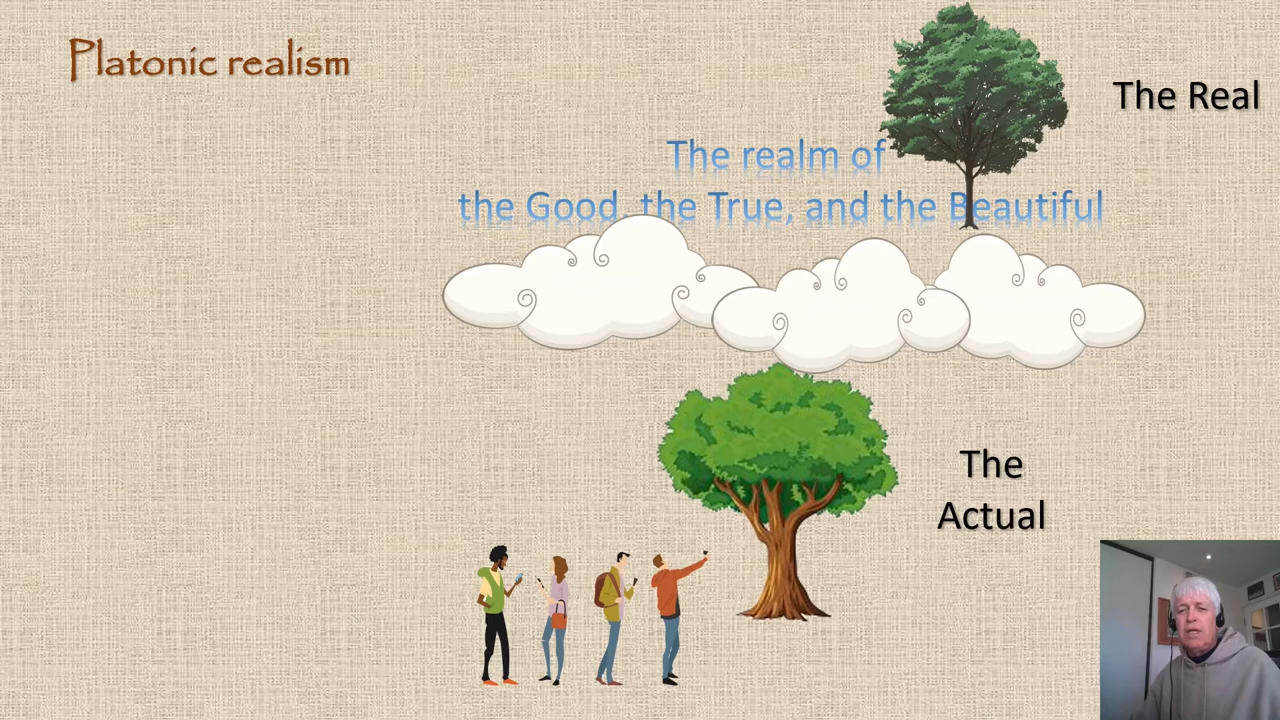 Platonic realism
The Real
The realm of
the Good, the True, and the Beautiful
The
Actual